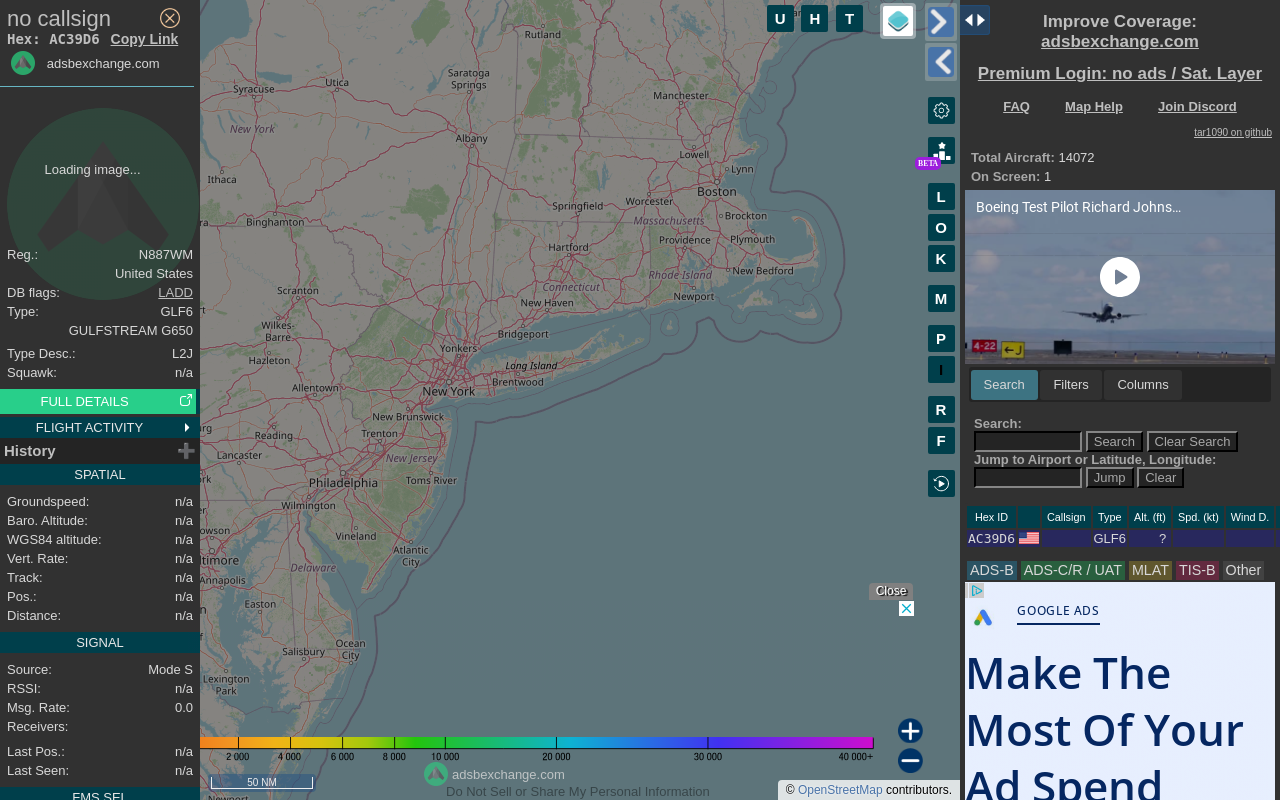 no callsign
Hex: AC39D6 Copy Link
adsbexchange.com
Loading image...
Reg.: N887WM
United States
DB flags: LADD
Type: GLF6
GULFSTREAM G650
Type Desc.: L2J
Squawk: n/a
FULL DETAILS
FLIGHT ACTIVITY
History
SPATIAL
Groundspeed: n/a
Baro. Altitude: n/a
WGS84 altitude: n/a
Vert. Rate: n/a
Track: n/a
Pos.: n/a
Distance: n/a
SIGNAL
Source: Mode S
RSSI: n/a
Msg. Rate: 0.0
Receivers:
Last Pos.: n/a
Last Seen: n/a
FMS SEL
U H T
Rutland
Saratoga
Springs
Utica
Syracuse
Manchester
New York
Albany
Lowell
Lynn
Ithaca
Boston
Worcester
Springfield
Massachusetts
Brockton
Binghamton
Hartford
Providence
Plymouth
Rhode Island
New Bedford
Connecticut
Newport
Scranton
New Haven
Wilkes-
Barre
Bridgeport
Yonkers
Hazleton
Long Island
Brentwood
Allentown
New York
New Brunswick
Reading
Trenton
Lancaster
New Jersey
Philadelphia
Toms River
Wilmington
Vineland
Atlantic
City
Delaware
Annapolis
Easton
Ocean
City
Salisbury
Lexington
Park
Newport
BETA
L
O
K
M
P
I
R
F
Close
2 000 4 000 6 000 8 000 10 000 20 000 30 000 40 000+
50 NM
adsbexchange.com
Do Not Sell or Share My Personal Information
© OpenStreetMap contributors.
Improve Coverage:
adsbexchange.com
Premium Login: no ads / Sat. Layer
FAQ Map Help Join Discord
tar1090 on github
Total Aircraft: 14072
On Screen: 1
Boeing Test Pilot Richard Johns...
4-22 J
Search Filters Columns
Search:
Search Clear Search
Jump to Airport or Latitude, Longitude:
Jump Clear
Hex ID Callsign Type Alt. (ft) Spd. (kt) Wind D.
AC39D6 GLF6 ?
ADS-B ADS-C/R / UAT MLAT TIS-B Other
GOOGLE ADS
Make The
Most Of Your
Ad Spend